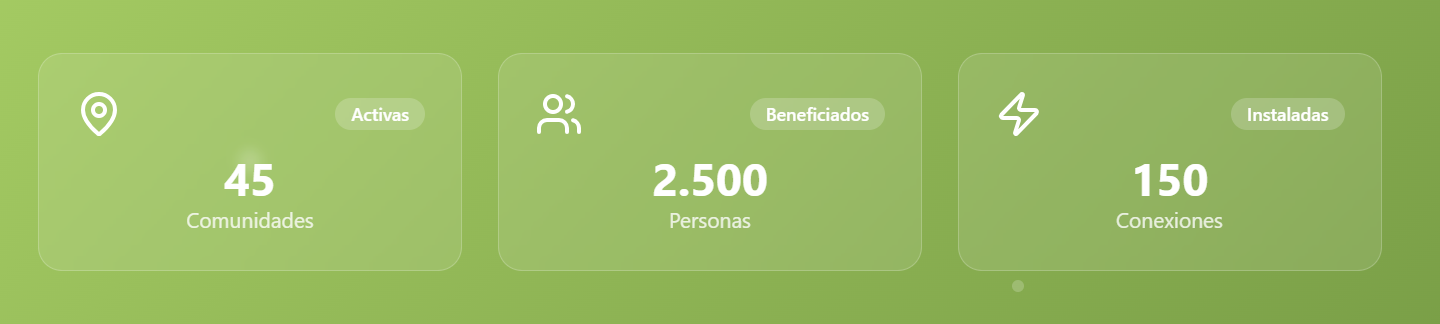 Activas
45
Comunidades
Beneficiados
2.500
Personas
Instaladas
150
Conexiones